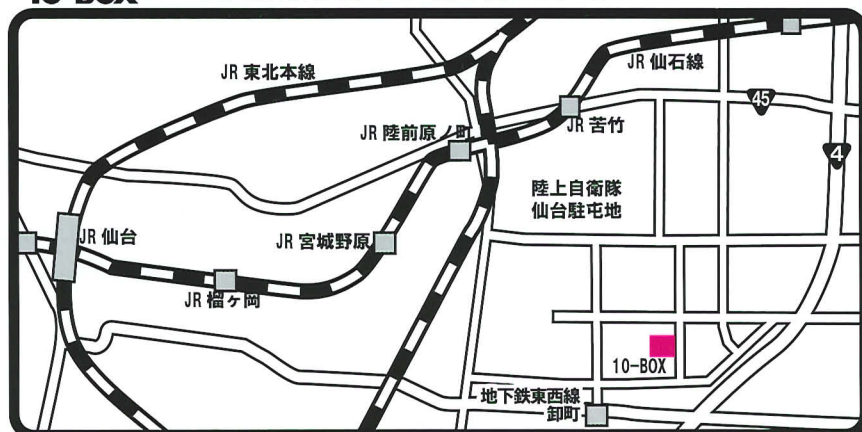 10-BOX
JR 東北本線
JR 仙石線
45
JR 陸前原ノ町
JR 苦竹
4
陸上自衛隊
仙台駐屯地
JR 仙台
JR 宮城野原
JR 榴ヶ岡
10-BOX
地下鉄東西線
卸町